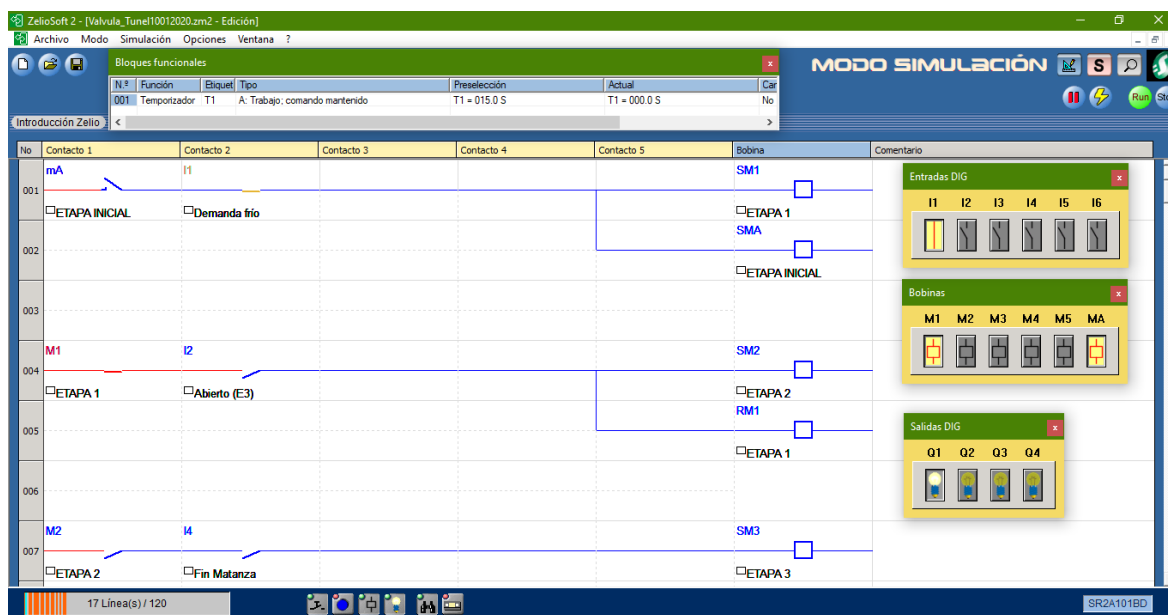 ZelioSoft 2 - [Valvula_Tunel10012020.zm2 - Edición]
Archivo Modo Simulación Opciones Ventana ?
Bloques funcionales
MODO SIMULACIÓN
S
N.º Función Etiquet Tipo Preselección Actual Car
001 Temporizador T1 A: Trabajo; comando mantenido T1 = 015.0 S T1 = 000.0 S No
Run Sto
Introducción Zelio
No Contacto 1 Contacto 2 Contacto 3 Contacto 4 Contacto 5 Bobina Comentario
mA I1 SM1
001
ETAPA INICIAL Demanda frío ETAPA 1
SMA
002
ETAPA INICIAL
003
M1 I2 SM2
004
ETAPA 1 Abierto (E3) ETAPA 2
RM1
005
ETAPA 1
006
M2 I4 SM3
007
ETAPA 2 Fin Matanza ETAPA 3
Entradas DIG
I1 I2 I3 I4 I5 I6
Bobinas
M1 M2 M3 M4 M5 MA
Salidas DIG
Q1 Q2 Q3 Q4
17 Línea(s) / 120
SR2A101BD